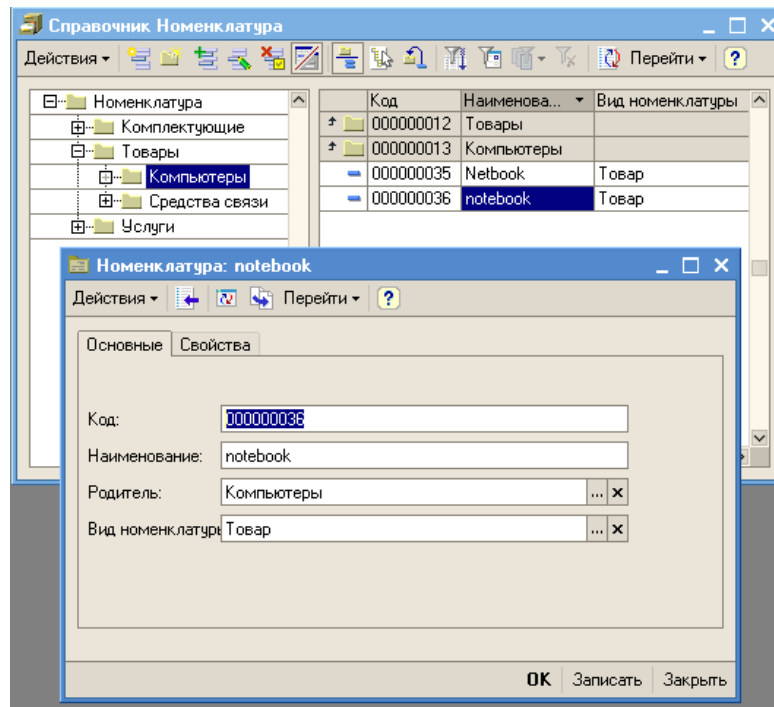 Справочник Номенклатура
Действия Перейти ?
Номенклатура
Комплектующие
Товары
Компьютеры
Средства связи
Услуги
Код Наименова... Вид номенклатуры
000000012 Товары
000000013 Компьютеры
000000035 Netbook Товар
000000036 notebook Товар
Номенклатура: notebook
Действия Перейти ?
Основные Свойства
Код: 000000036
Наименование: notebook
Родитель: Компьютеры ... x
Вид номенклатуры Товар ... x
OK Записать Закрыть